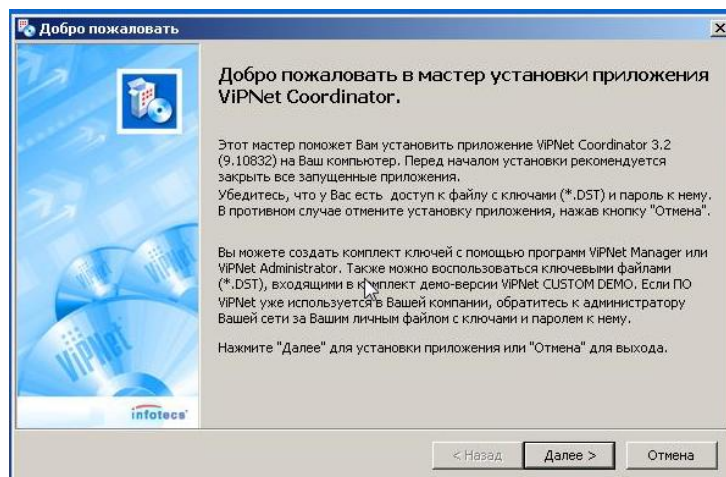 Добро пожаловать
Добро пожаловать в мастер установки приложения
ViPNet Coordinator.
Этот мастер поможет Вам установить приложение ViPNet Coordinator 3.2
(9.10832) на Ваш компьютер. Перед началом установки рекомендуется
закрыть все запущенные приложения.
Убедитесь, что у Вас есть доступ к файлу с ключами (*.DST) и пароль к нему.
В противном случае отмените установку приложения, нажав кнопку "Отмена".
Вы можете создать комплект ключей с помощью программ ViPNet Manager или
ViPNet Administrator. Также можно воспользоваться ключевыми файлами
(*.DST), входящими в комплект демо-версии ViPNet CUSTOM DEMO. Если ПО
ViPNet уже используется в Вашей компании, обратитесь к администратору
Вашей сети за Вашим личным файлом с ключами и паролем к нему.
Нажмите "Далее" для установки приложения или "Отмена" для выхода.
ViPNet
ViPNet
ViPNet
infotecs
< Назад
Далее >
Отмена